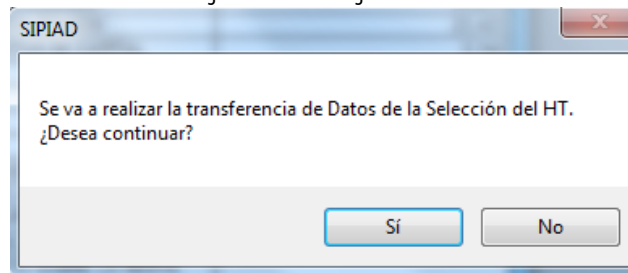 SIPIAD
Se va a realizar la transferencia de Datos de la Selección del HT.
¿Desea continuar?
Sí
No